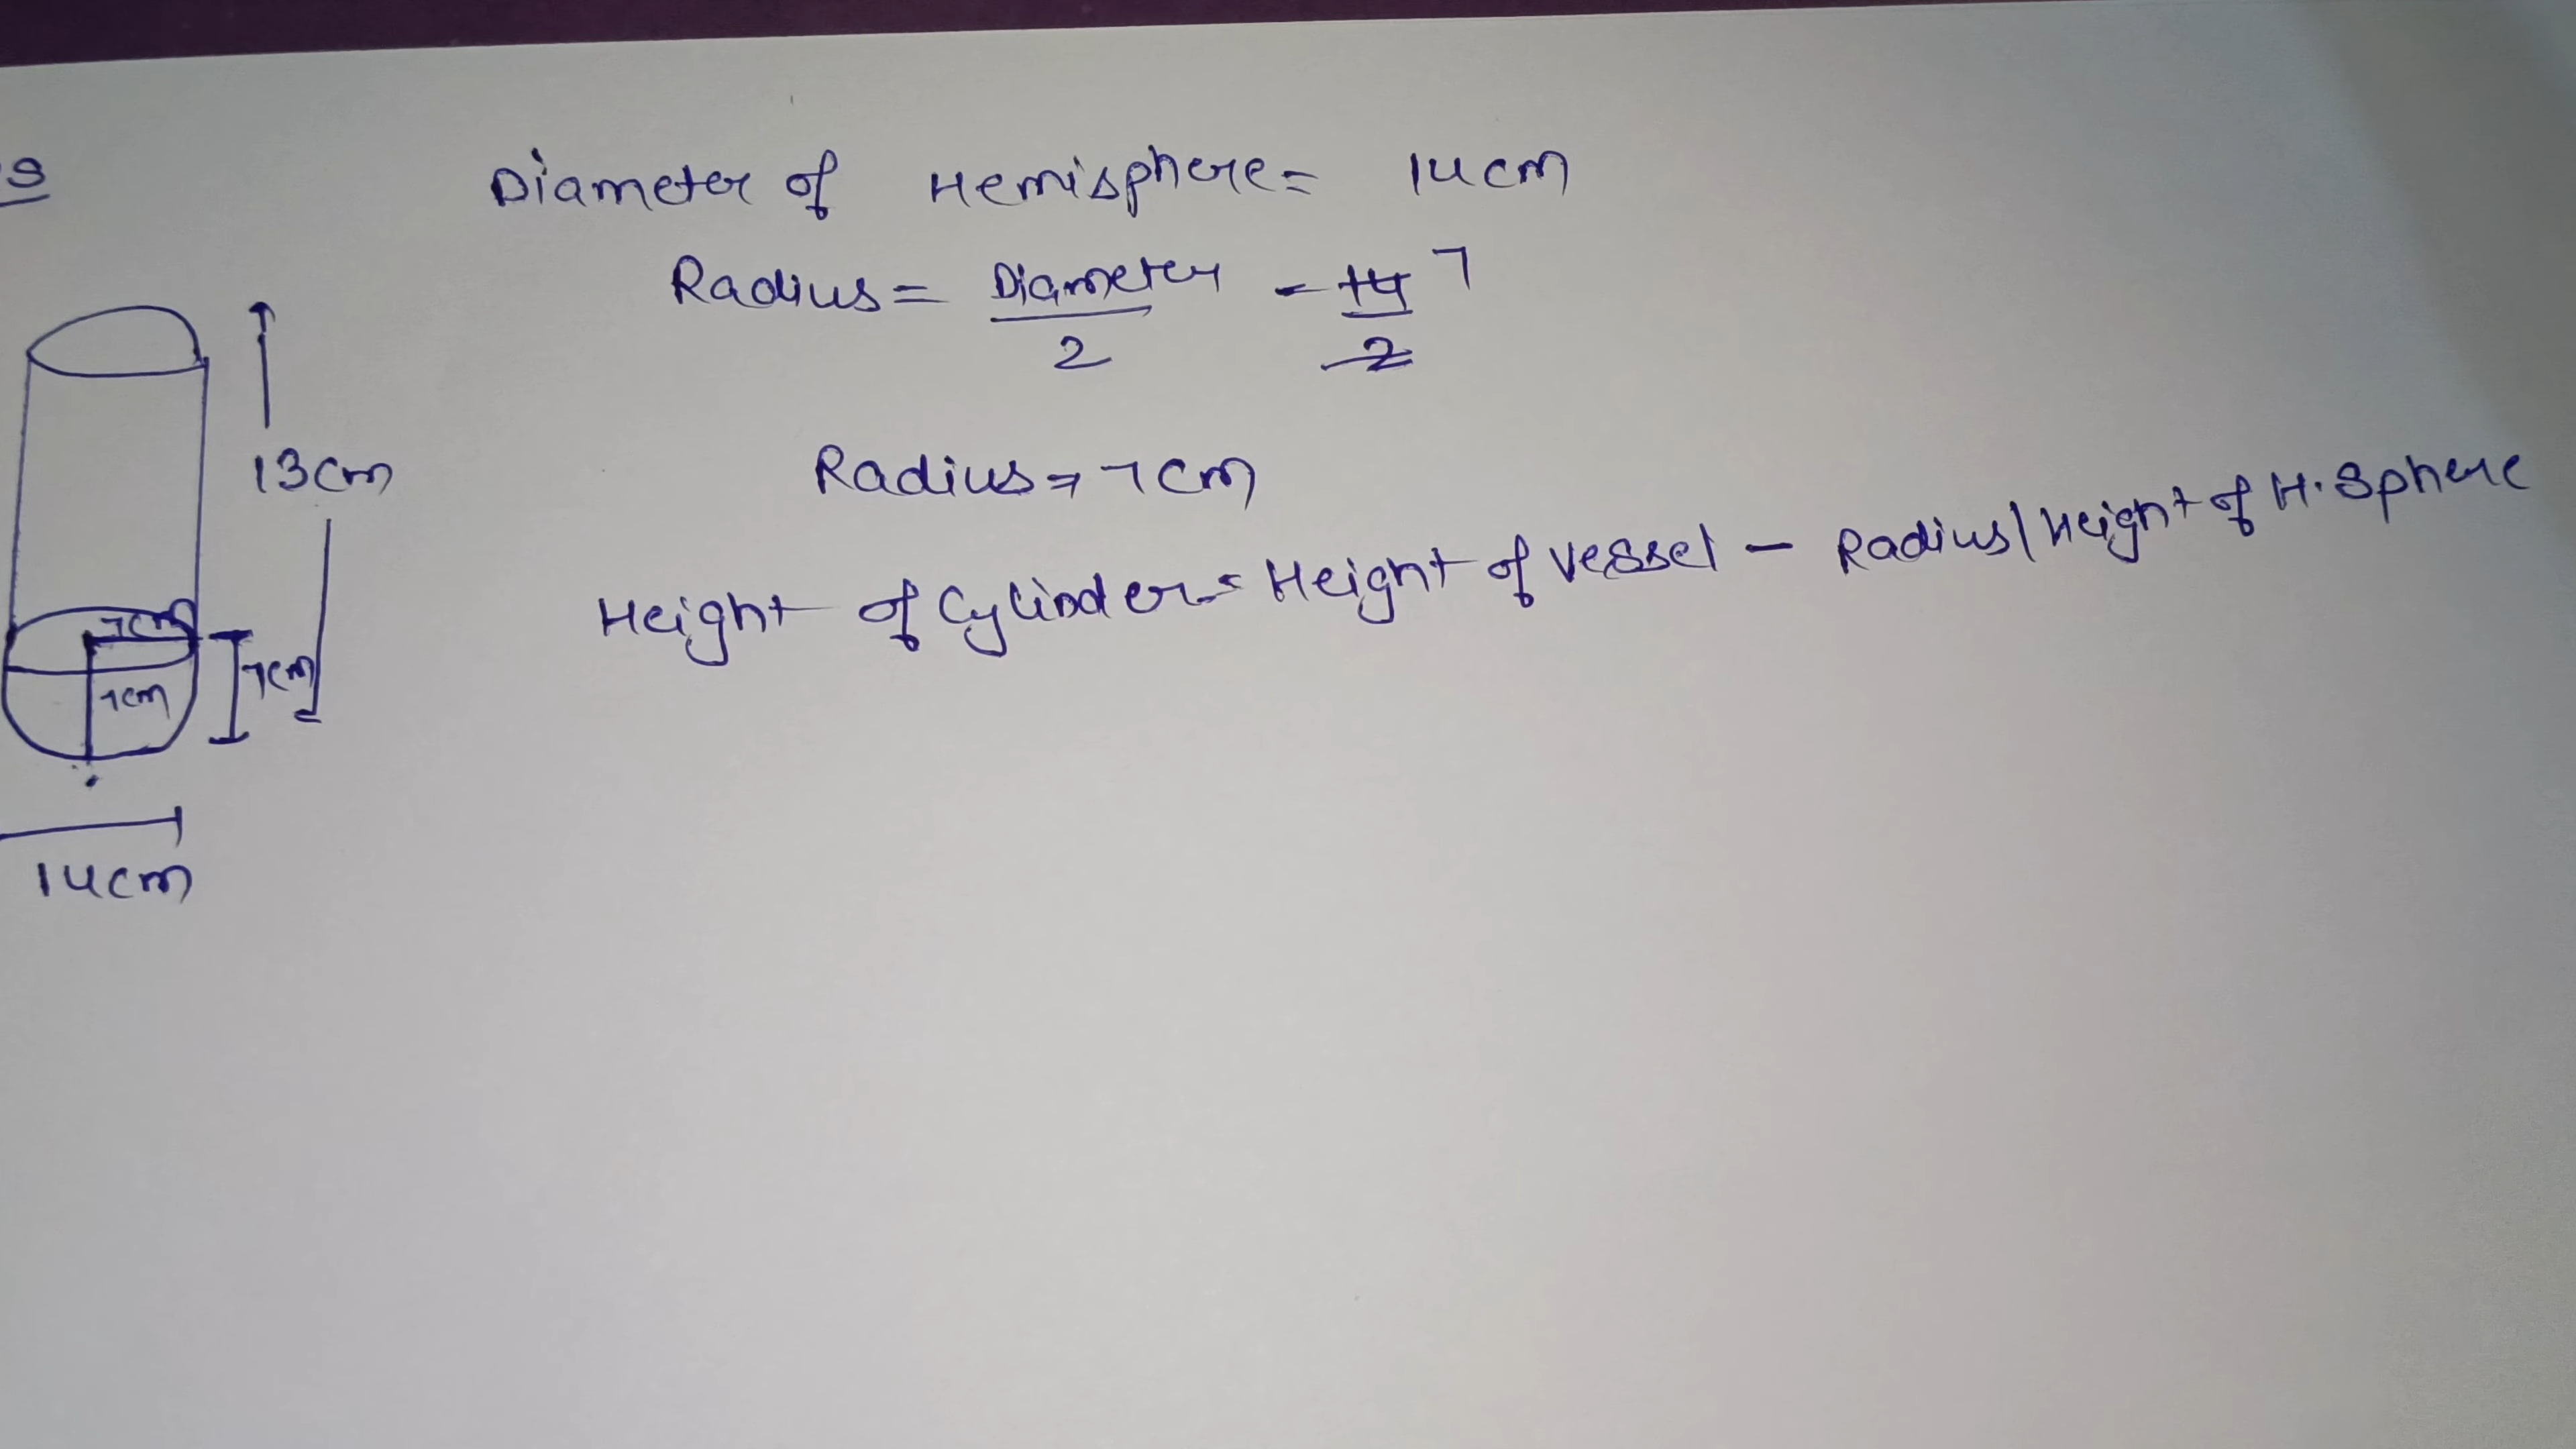 Diameter of Hemisphere= 14cm
Radius = Diameter/2 = 14/2 7
Radius = 7cm
Height of Cylinder = Height of Vessel - Radius/Height of H.Sphere
13cm
7cm
7cm
7cm
14cm